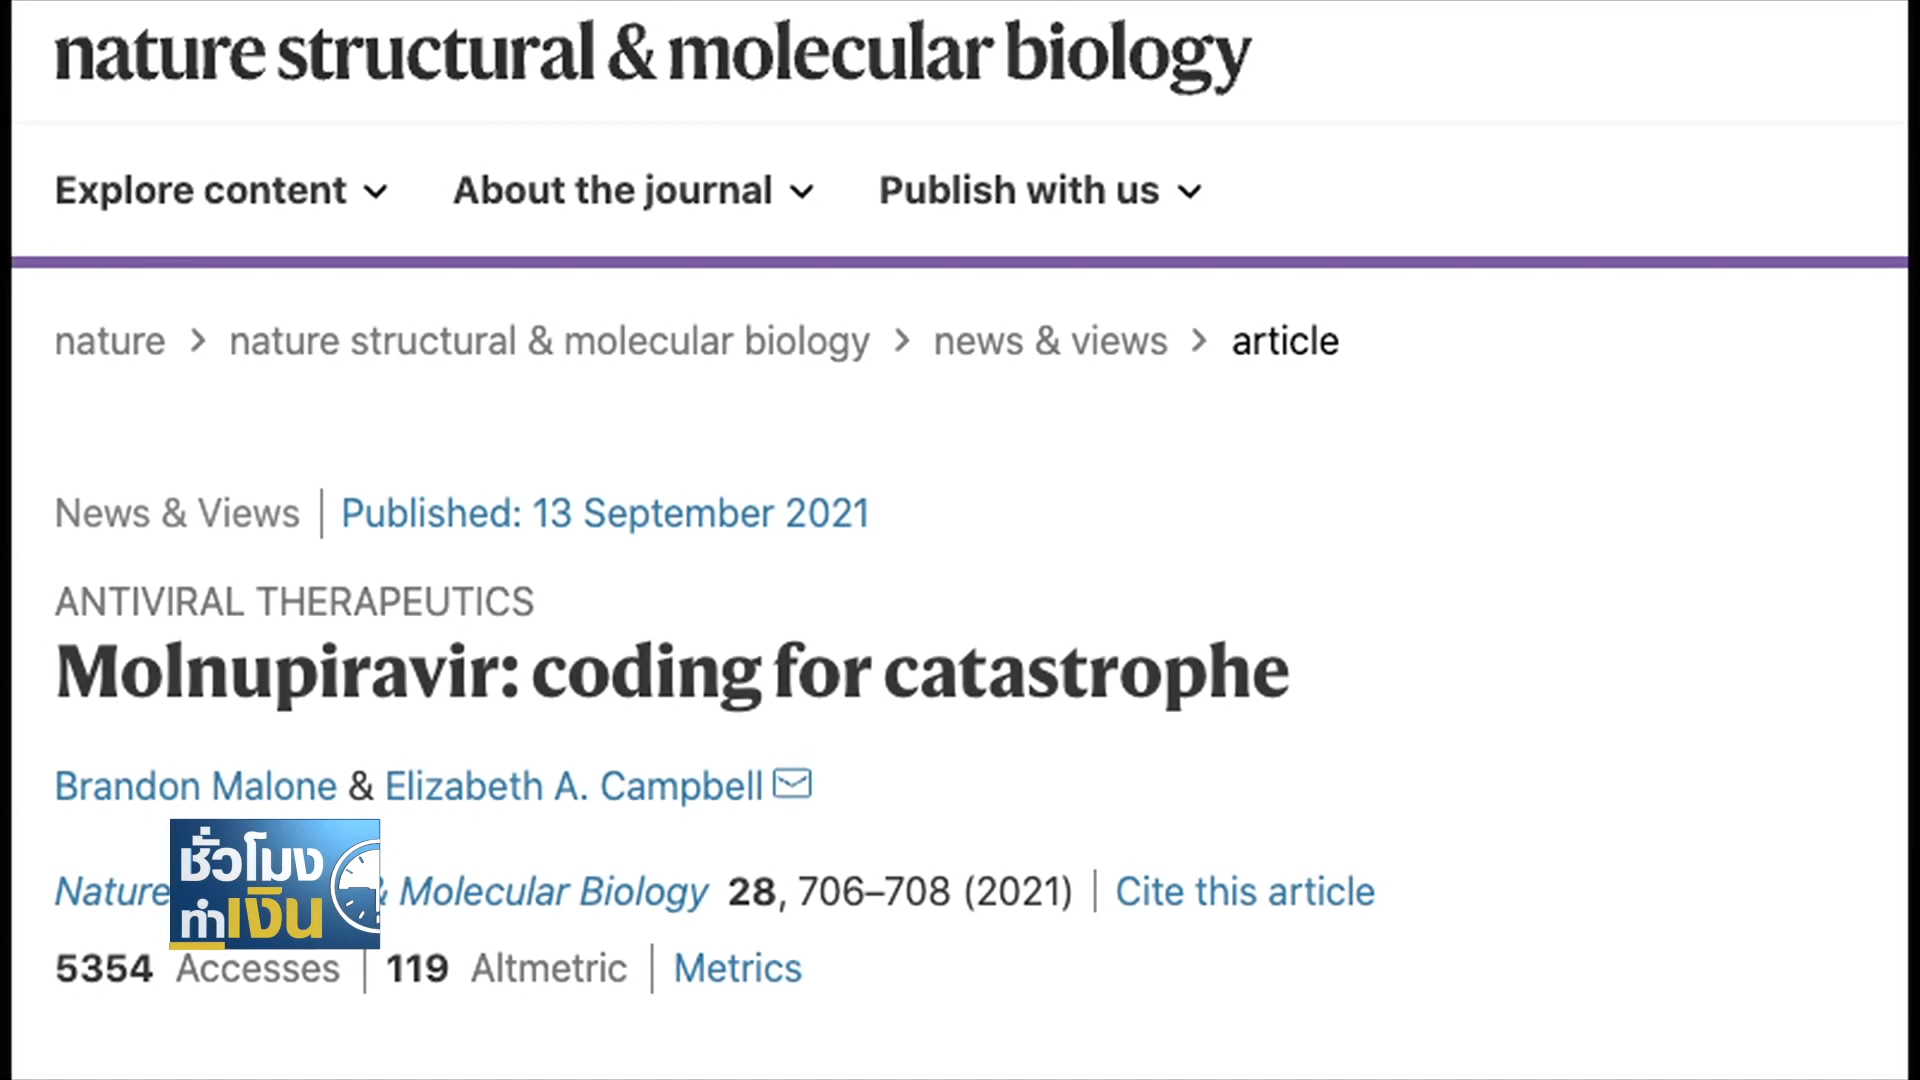 nature structural & molecular biology
Explore content About the journal Publish with us
nature > nature structural & molecular biology > news & views > article
News & Views | Published: 13 September 2021
ANTIVIRAL THERAPEUTICS
Molnupiravir: coding for catastrophe
Brandon Malone & Elizabeth A. Campbell
Nature & Molecular Biology 28, 706–708 (2021) | Cite this article
ชั่วโมง
ทำเงิน
5354 Accesses | 119 Altmetric | Metrics